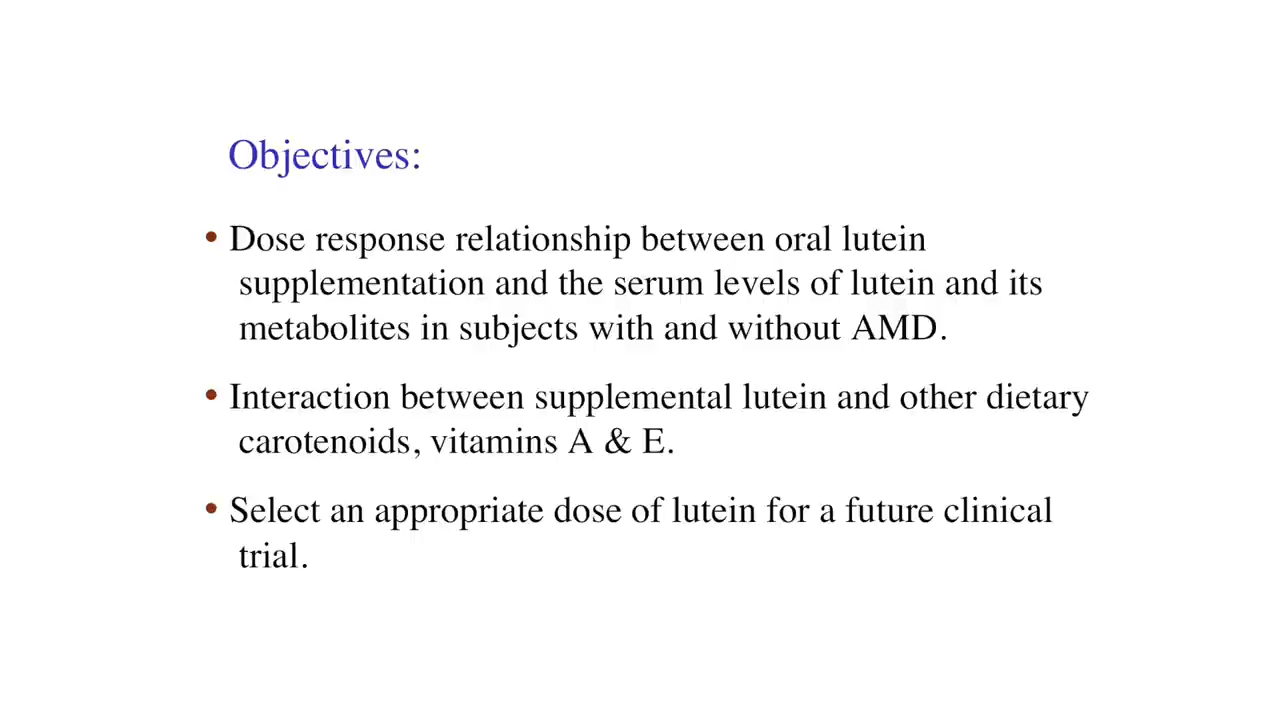 Objectives:
• Dose response relationship between oral lutein
supplementation and the serum levels of lutein and its
metabolites in subjects with and without AMD.
• Interaction between supplemental lutein and other dietary
carotenoids, vitamins A & E.
• Select an appropriate dose of lutein for a future clinical
trial.